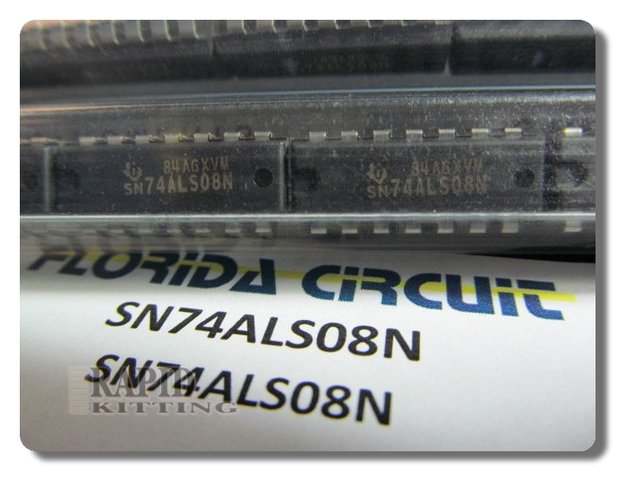 84AGXVM
SN74ALS08N
84AGXVM
SN74ALS08N
FLORIDA CIRCUIT
SN74ALS08N
SN74ALS08N
RAPID
KITTING